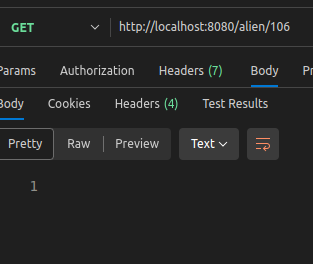 GET http://localhost:8080/alien/106
Params Authorization Headers (7) Body
Body Cookies Headers (4) Test Results
Pretty Raw Preview Text
1